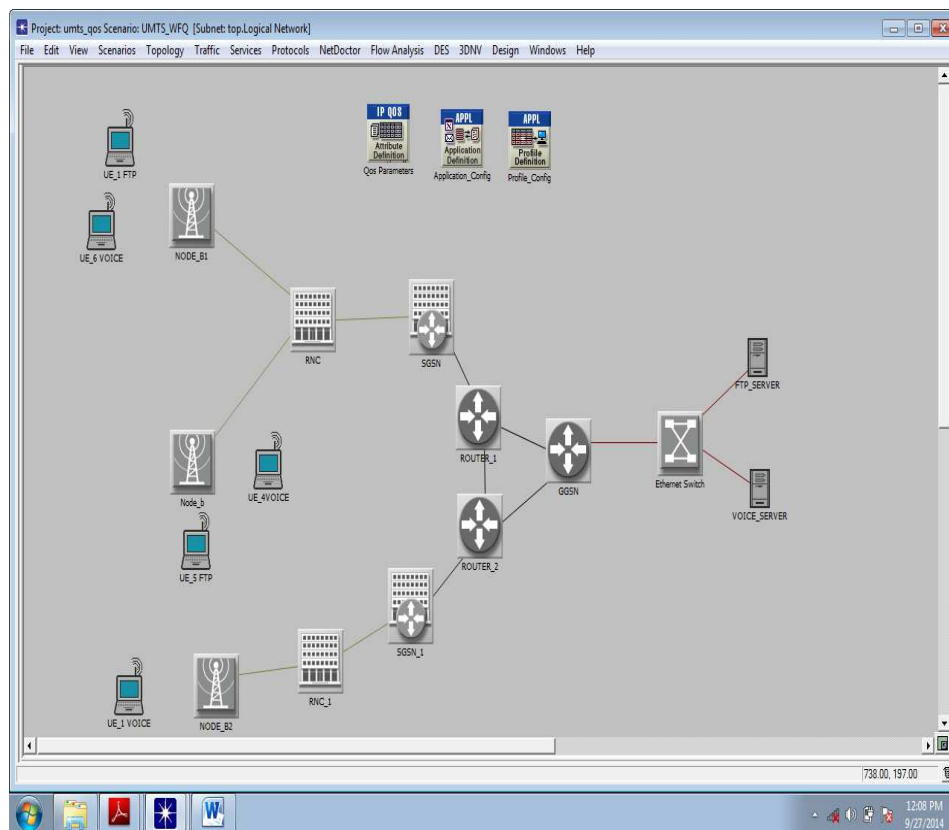 Project: umts_qos Scenario: UMTS_WFQ [Subnet: top.Logical Network]
File Edit View Scenarios Topology Traffic Services Protocols NetDoctor Flow Analysis DES 3DNV Design Windows Help
IP QOS
Attribute
Definition
Qos Parameters
APPL
Application
Definition
Application_Config
APPL
Profile
Definition
Profile_Config
UE_1 FTP
UE_6 VOICE
NODE_B1
RNC
SGSN
FTP_SERVER
ROUTER_1
GGSN
Ethernet Switch
Node_b
UE_4VOICE
VOICE_SERVER
UE_5 FTP
ROUTER_2
SGSN_1
RNC_1
UE_1 VOICE
NODE_B2
738.00, 197.00
12:08 PM
9/27/2014